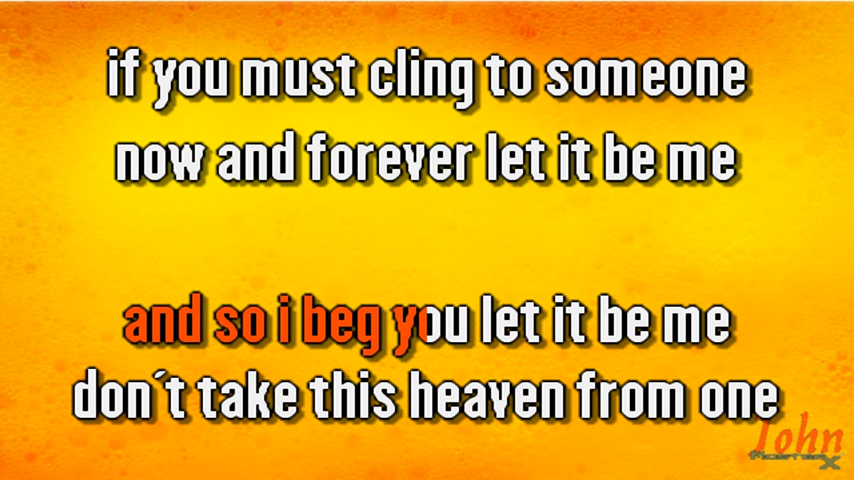 if you must cling to someone
now and forever let it be me
and so i beg you let it be me
don´t take this heaven from one
John